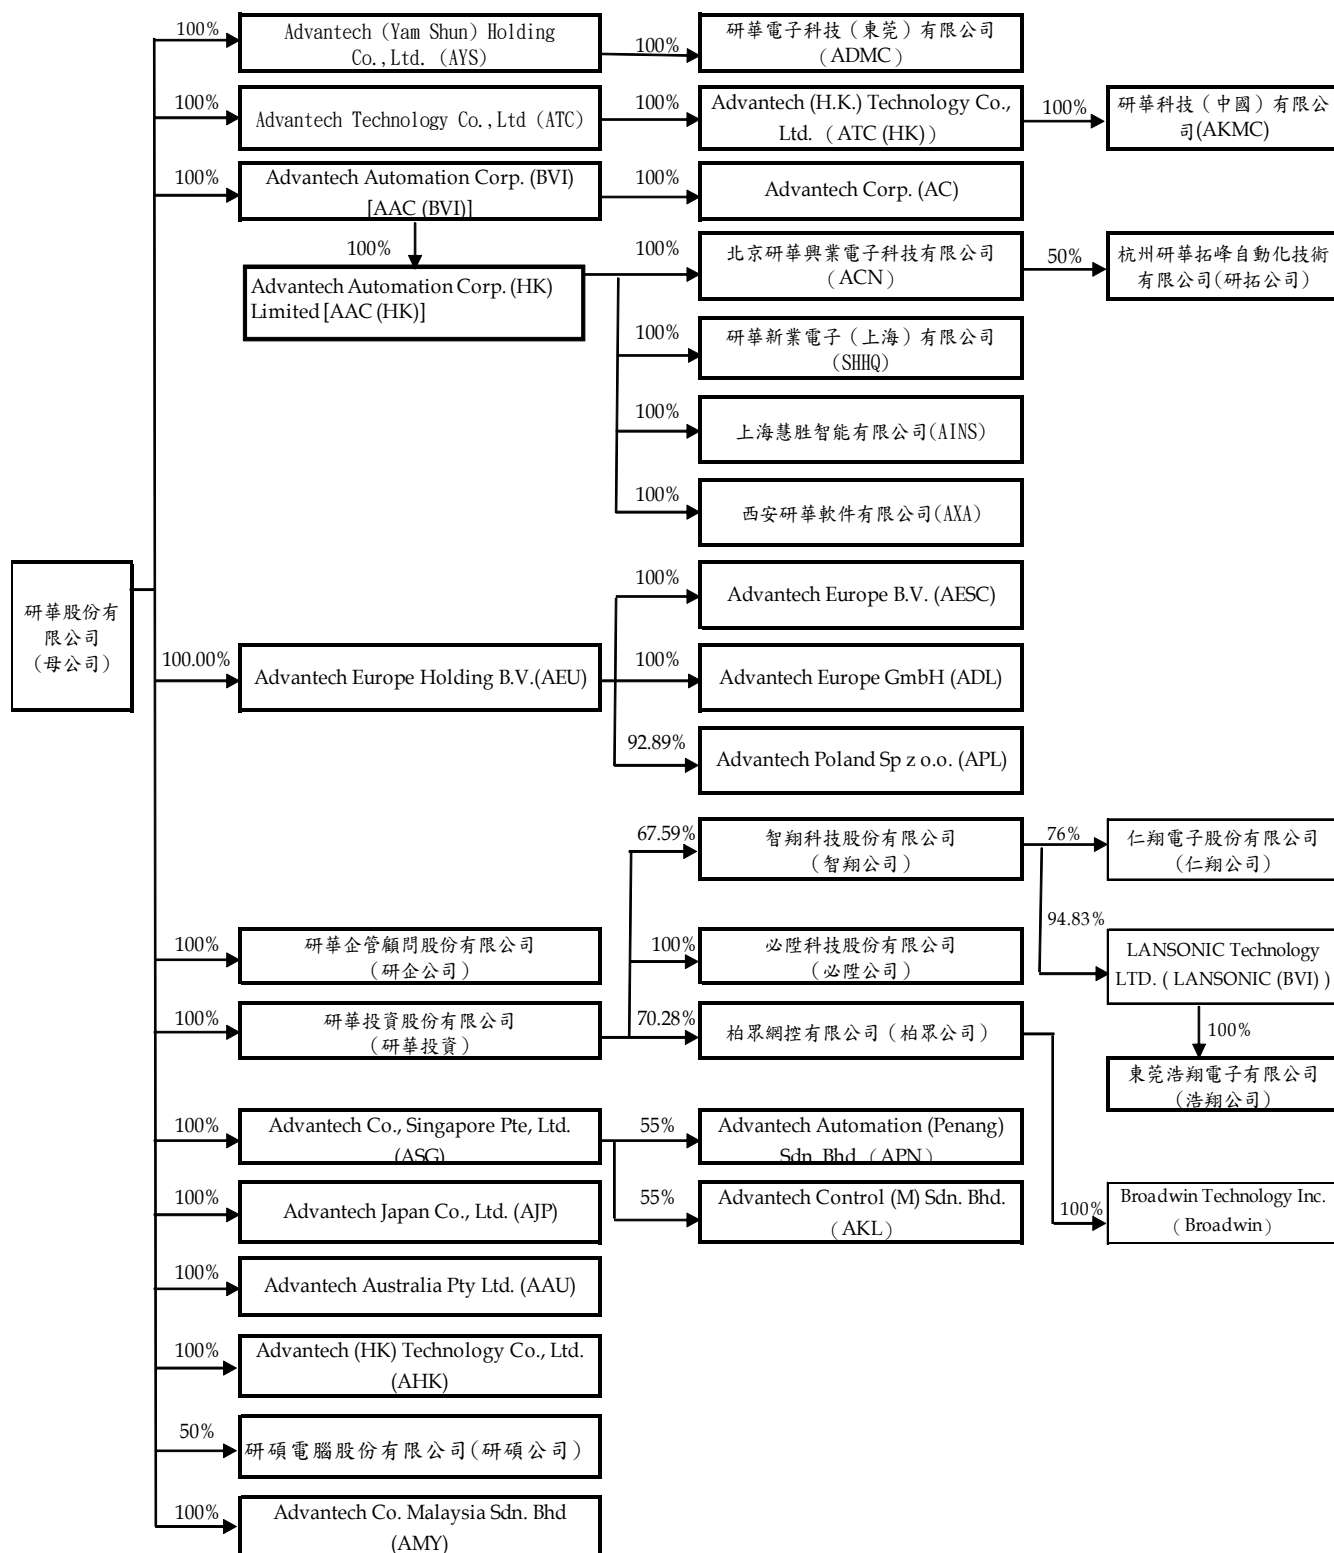 100%
Advantech (Yam Shun) Holding
Co.,Ltd. (AYS)
100%
研華電子科技（東莞）有限公司
（ADMC）
100%
Advantech Technology Co.,Ltd (ATC)
100%
Advantech (H.K.) Technology Co.,
Ltd.（ATC (HK)）
100%
研華科技（中國）有限公
司(AKMC)
100%
Advantech Automation Corp. (BVI)
[AAC (BVI)]
100%
Advantech Corp. (AC)
100%
Advantech Automation Corp. (HK)
Limited [AAC (HK)]
100%
北京研華興業電子科技有限公司
（ACN）
50%
杭州研華拓峰自動化技術
有限公司(研拓公司)
100%
研華新業電子（上海）有限公司
(SHHQ)
100%
上海慧胜智能有限公司(AINS)
100%
西安研華軟件有限公司(AXA)
研華股份有
限公司
（母公司）
100.00%
Advantech Europe Holding B.V.(AEU)
100%
Advantech Europe B.V. (AESC)
100%
Advantech Europe GmbH (ADL)
92.89%
Advantech Poland Sp z o.o. (APL)
67.59%
智翔科技股份有限公司
（智翔公司）
76%
仁翔電子股份有限公司
（仁翔公司）
94.83%
LANSONIC Technology
LTD. ( LANSONIC (BVI) )
100%
東莞浩翔電子有限公司
（浩翔公司）
100%
研華企管顧問股份有限公司
（研企公司）
100%
必陞科技股份有限公司
（必陞公司）
100%
研華投資股份有限公司
（研華投資）
70.28%
柏眾網控有限公司（柏眾公司）
100%
Broadwin Technology Inc.
（Broadwin）
100%
Advantech Co., Singapore Pte, Ltd.
(ASG)
55%
Advantech Automation (Penang)
Sdn. Bhd.（APN）
55%
Advantech Control (M) Sdn. Bhd.
（AKL）
100%
Advantech Japan Co., Ltd. (AJP)
100%
Advantech Australia Pty Ltd. (AAU)
100%
Advantech (HK) Technology Co., Ltd.
(AHK)
50%
研碩電腦股份有限公司(研碩公司)
100%
Advantech Co. Malaysia Sdn. Bhd
(AMY)